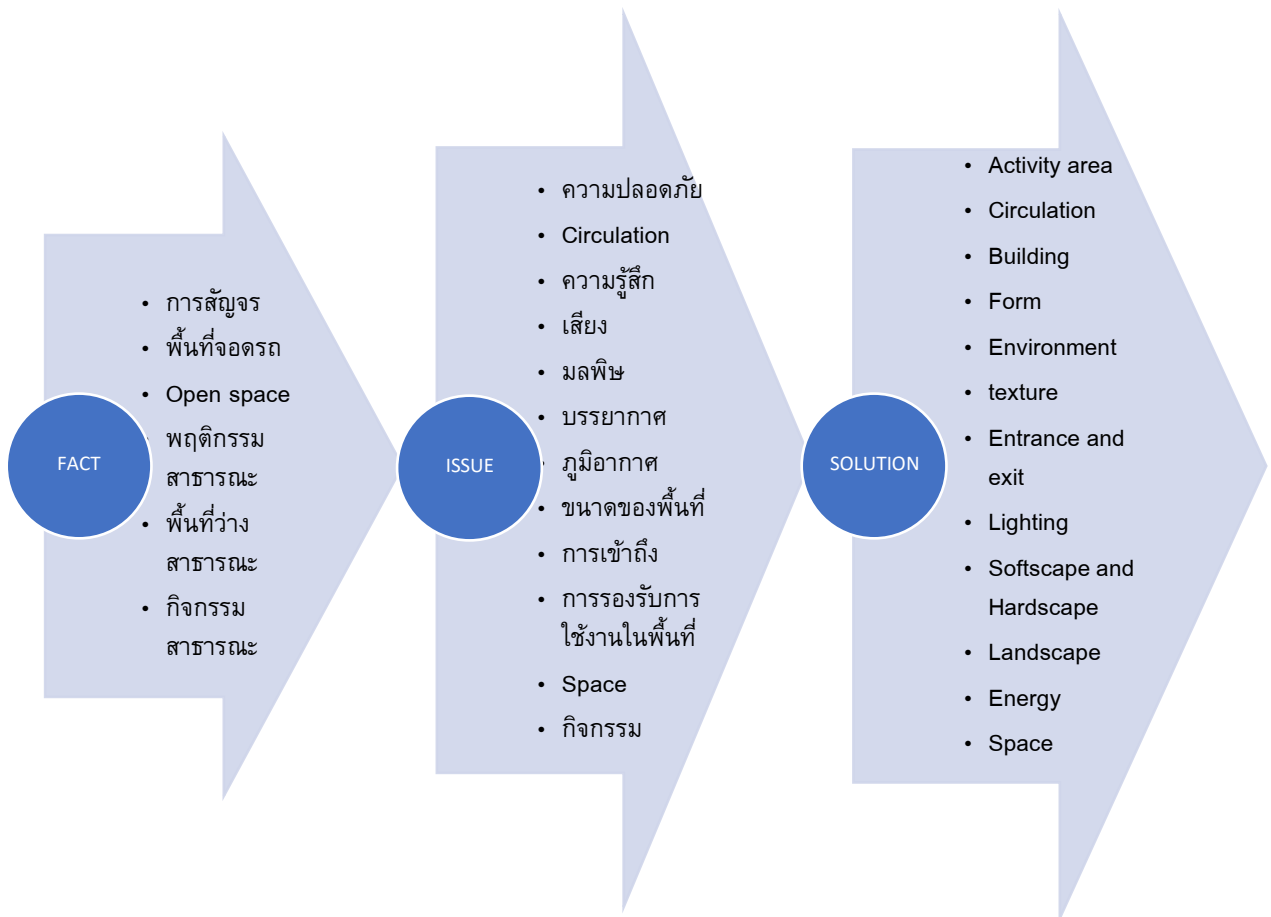 FACT
• การสัญจร
• พื้นที่จอดรถ
• Open space
• พฤติกรรม
สาธารณะ
• พื้นที่ว่าง
สาธารณะ
• กิจกรรม
สาธารณะ
ISSUE
• ความปลอดภัย
• Circulation
• ความรู้สึก
• เสียง
• มลพิษ
• บรรยากาศ
• ภูมิอากาศ
• ขนาดของพื้นที่
• การเข้าถึง
• การรองรับการ
ใช้งานในพื้นที่
• Space
• กิจกรรม
SOLUTION
• Activity area
• Circulation
• Building
• Form
• Environment
• texture
• Entrance and
exit
• Lighting
• Softscape and
Hardscape
• Landscape
• Energy
• Space